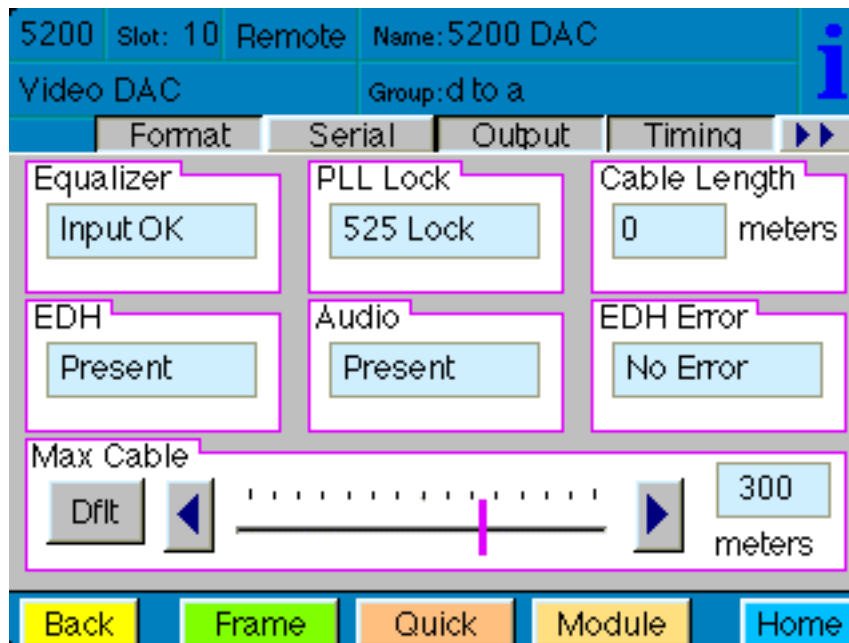 5200 Slot: 10 Remote Name: 5200 DAC i
Video DAC Group: d to a
Format Serial Output Timing
Equalizer PLL Lock Cable Length
Input OK 525 Lock 0 meters
EDH Audio EDH Error
Present Present No Error
Max Cable
Dflt 300
meters
Back Frame Quick Module Home